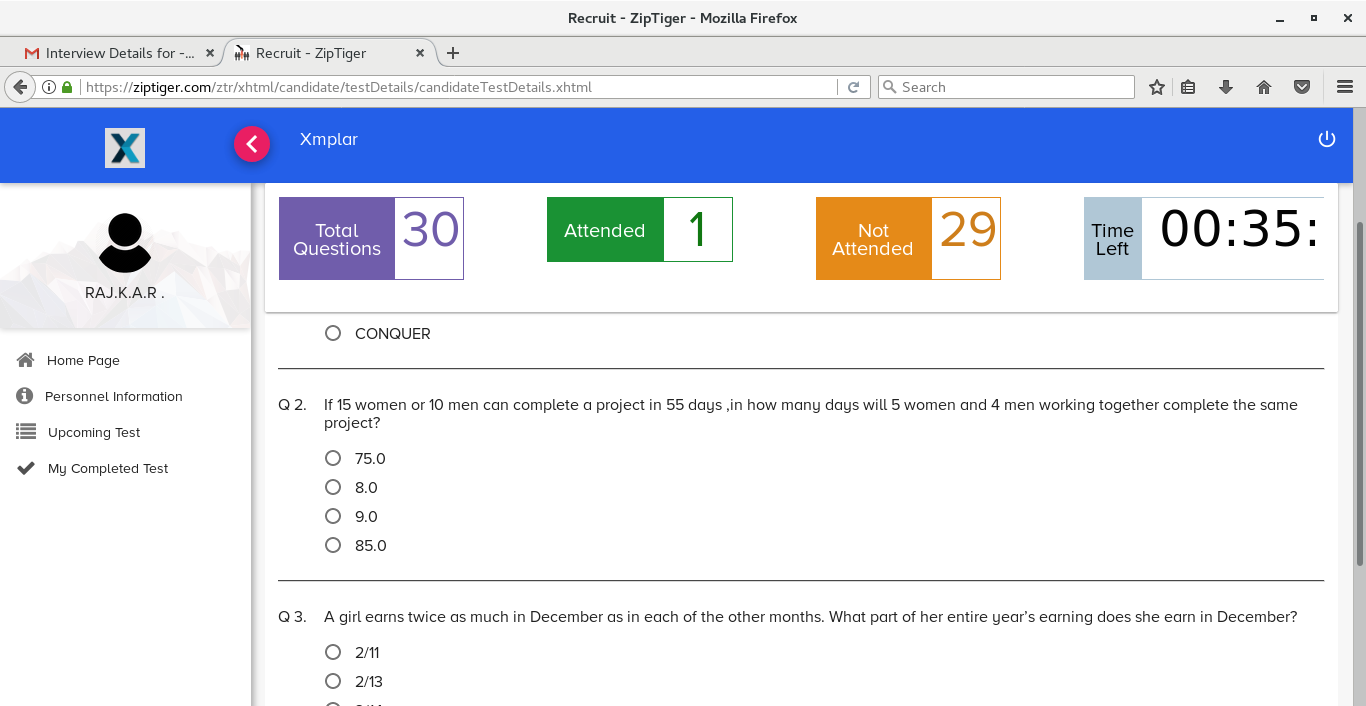 Recruit - ZipTiger - Mozilla Firefox
Interview Details for -...
Recruit - ZipTiger
https://ziptiger.com/ztr/xhtml/candidate/testDetails/candidateTestDetails.xhtml
Search
Xmplar
Total Questions 30
Attended 1
Not Attended 29
Time Left 00:35:
RAJ.K.A.R .
Home Page
Personnel Information
Upcoming Test
My Completed Test
CONQUER
Q 2. If 15 women or 10 men can complete a project in 55 days ,in how many days will 5 women and 4 men working together complete the same
project?
75.0
8.0
9.0
85.0
Q 3. A girl earns twice as much in December as in each of the other months. What part of her entire year's earning does she earn in December?
2/11
2/13